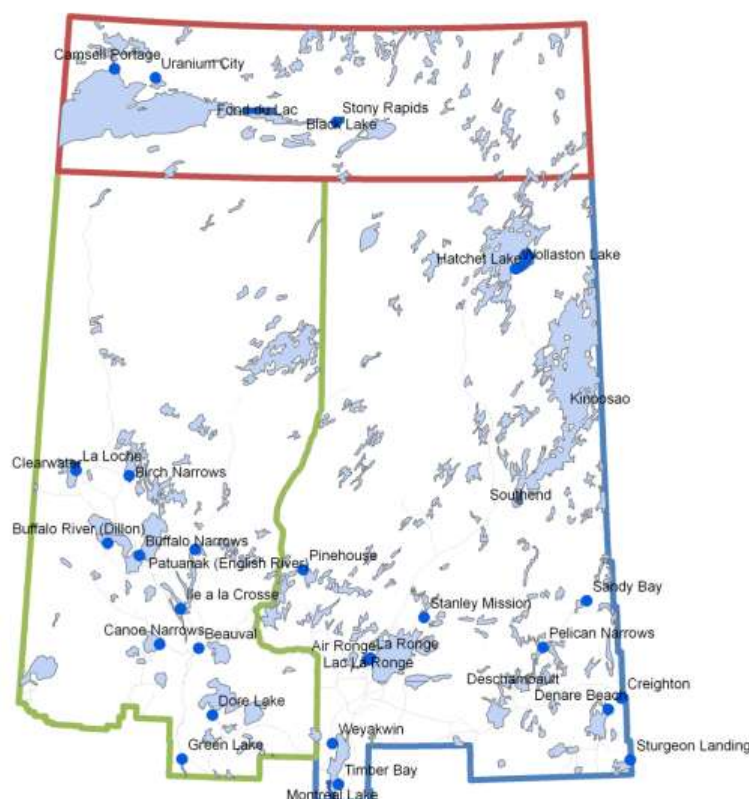 Camsell Portage
Uranium City
Fond du Lac
Stony Rapids
Black Lake
Hatchet Lake
Wollaston Lake
Kinoosao
La Loche
Clearwater
Birch Narrows
Southend
Buffalo River (Dillon)
Buffalo Narrows
Patuanak (English River)
Pinehouse
Ile a la Crosse
Sandy Bay
Stanley Mission
Canoe Narrows
Beauval
Air Ronge
La Ronge
Lac La Ronge
Pelican Narrows
Deschambault
Creighton
Denare Beach
Dore Lake
Weyakwin
Green Lake
Sturgeon Landing
Timber Bay
Montreal Lake